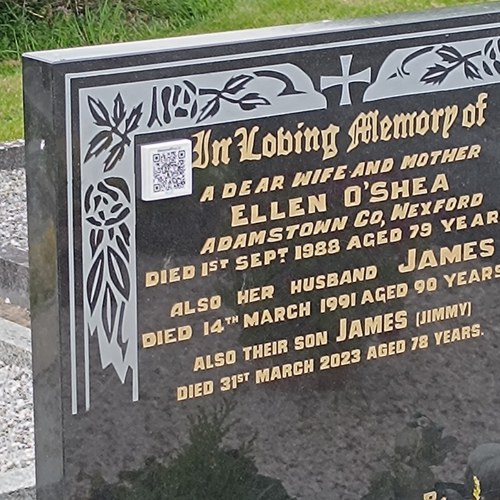 In Loving Memory of
A DEAR WIFE AND MOTHER
ELLEN O'SHEA
ADAMSTOWN CO, WEXFORD
DIED 1ST SEPT. 1988 AGED 79 YEAR
ALSO HER HUSBAND JAMES
DIED 14TH MARCH 1991 AGED 90 YEARS
ALSO THEIR SON JAMES (JIMMY)
DIED 31ST MARCH 2023 AGED 78 YEARS.